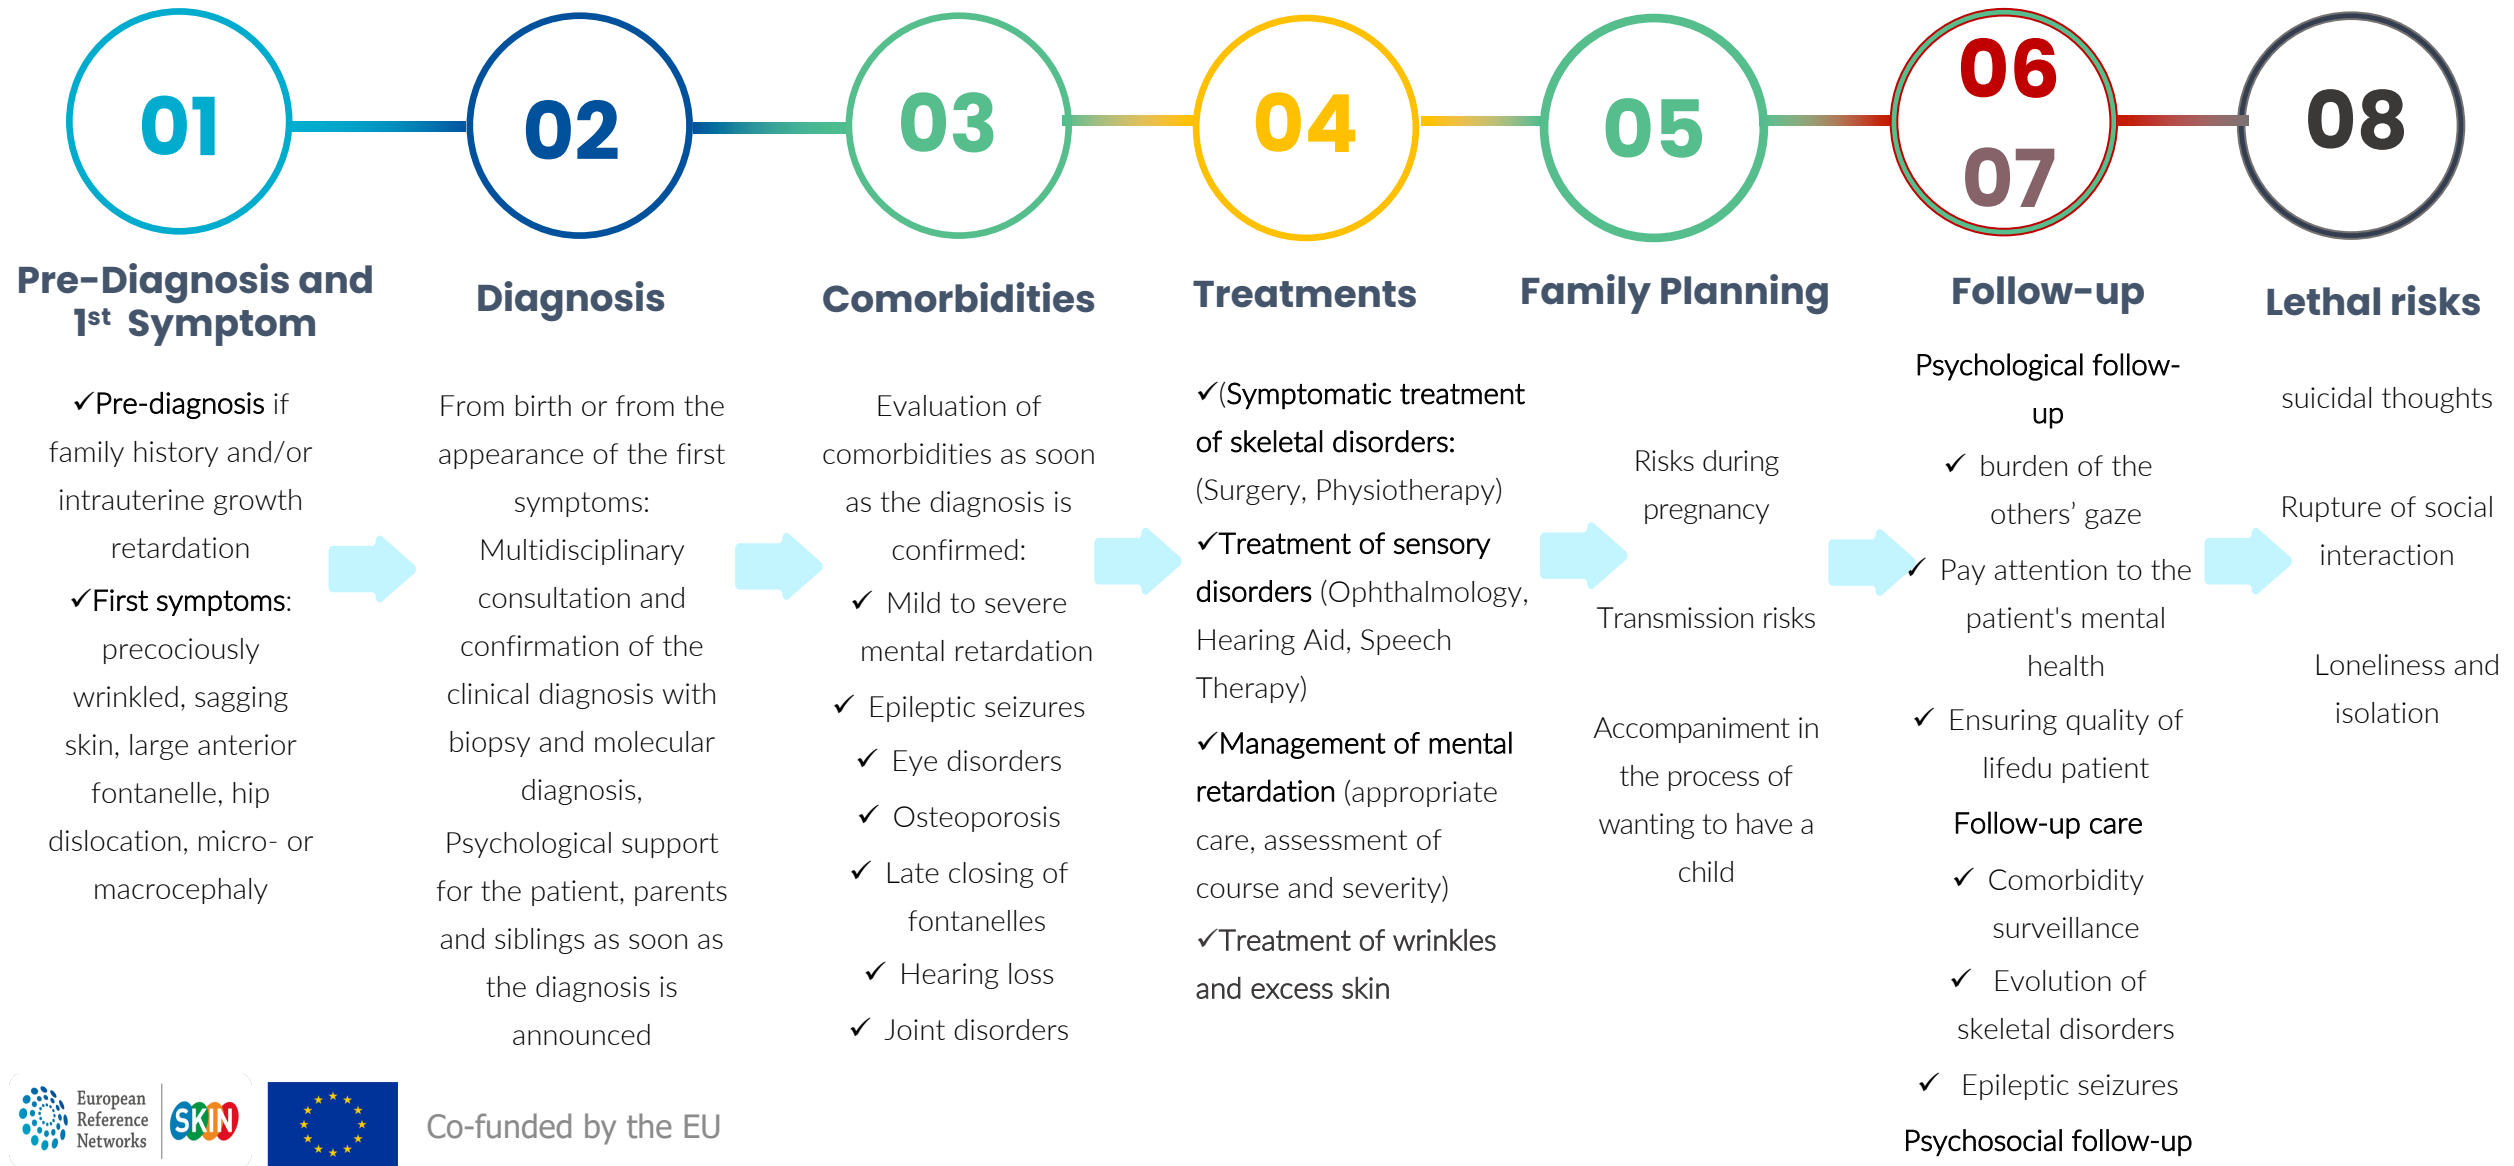 01
Pre-Diagnosis and
1st Symptom
✓Pre-diagnosis if
family history and/or
intrauterine growth
retardation
✓First symptoms:
precociously
wrinkled, sagging
skin, large anterior
fontanelle, hip
dislocation, micro- or
macrocephaly
02
Diagnosis
From birth or from the
appearance of the first
symptoms:
Multidisciplinary
consultation and
confirmation of the
clinical diagnosis with
biopsy and molecular
diagnosis,
Psychological support
for the patient, parents
and siblings as soon as
the diagnosis is
announced
03
Comorbidities
Evaluation of
comorbidities as soon
as the diagnosis is
confirmed:
✓ Mild to severe
mental retardation
✓ Epileptic seizures
✓ Eye disorders
✓ Osteoporosis
✓ Late closing of
fontanelles
✓ Hearing loss
✓ Joint disorders
04
Treatments
✓(Symptomatic treatment
of skeletal disorders:
(Surgery, Physiotherapy)
✓Treatment of sensory
disorders (Ophthalmology,
Hearing Aid, Speech
Therapy)
✓Management of mental
retardation (appropriate
care, assessment of
course and severity)
✓Treatment of wrinkles
and excess skin
05
Family Planning
Risks during
pregnancy
Transmission risks
Accompaniment in
the process of
wanting to have a
child
06
07
Follow-up
Psychological follow-
up
✓ burden of the
others’ gaze
✓ Pay attention to the
patient's mental
health
✓ Ensuring quality of
lifedu patient
Follow-up care
✓ Comorbidity
surveillance
✓ Evolution of
skeletal disorders
✓ Epileptic seizures
Psychosocial follow-up
08
Lethal risks
suicidal thoughts
Rupture of social
interaction
Loneliness and
isolation
European
Reference
Networks
SKIN
Co-funded by the EU